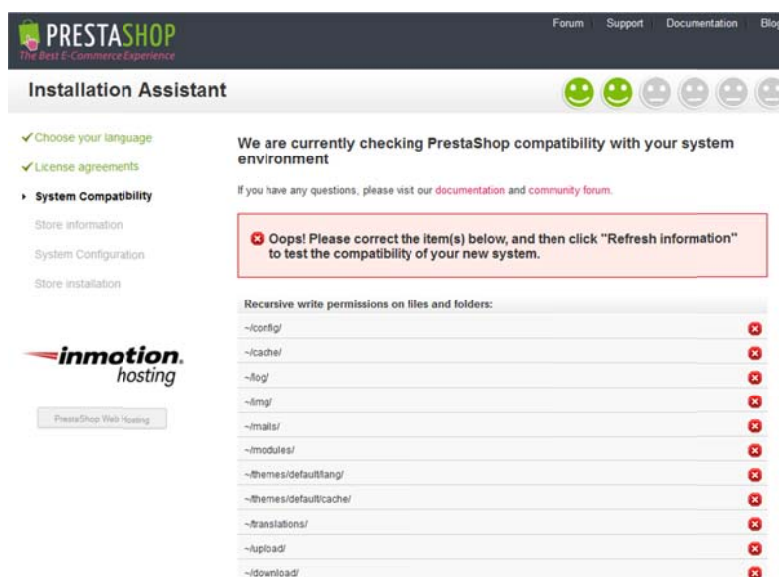 PRESTASHOP
The Best E-Commerce Experience
Forum Support Documentation Blog
Installation Assistant
Choose your language
License agreements
System Compatibility
Store information
System Configuration
Store installation
inmotion
hosting
PrestaShop Web Hosting
We are currently checking PrestaShop compatibility with your system
environment
If you have any questions, please visit our documentation and community forum.
Oops! Please correct the item(s) below, and then click "Refresh information"
to test the compatibility of your new system.
Recursive write permissions on files and folders:
~/config/
~/cache/
~/log/
~/img/
~/mails/
~/modules/
~/themes/default/lang/
~/themes/default/cache/
~/translations/
~/upload/
~/download/